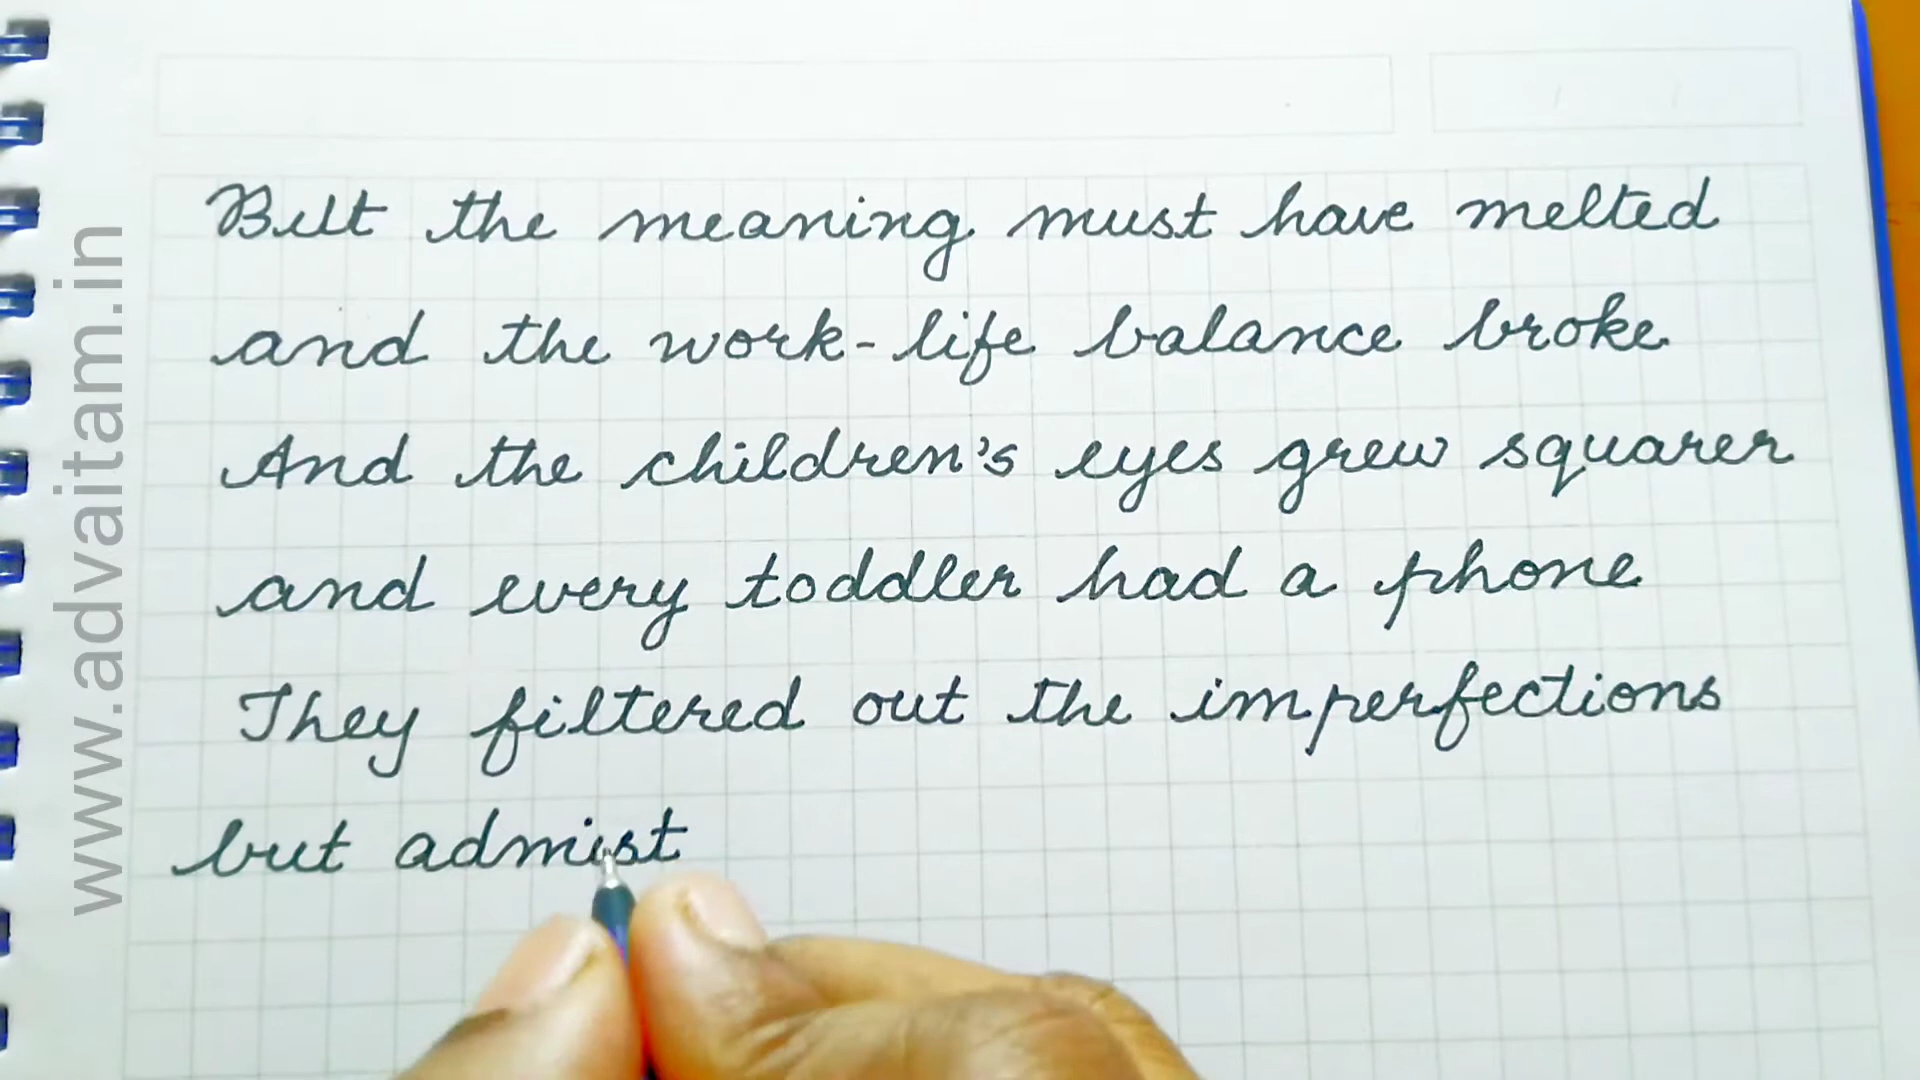 But the meaning must have melted
and the work-life balance broke
And the children's eyes grew squarer
and every toddler had a phone
They filtered out the imperfections
but admist
www.advaitam.in